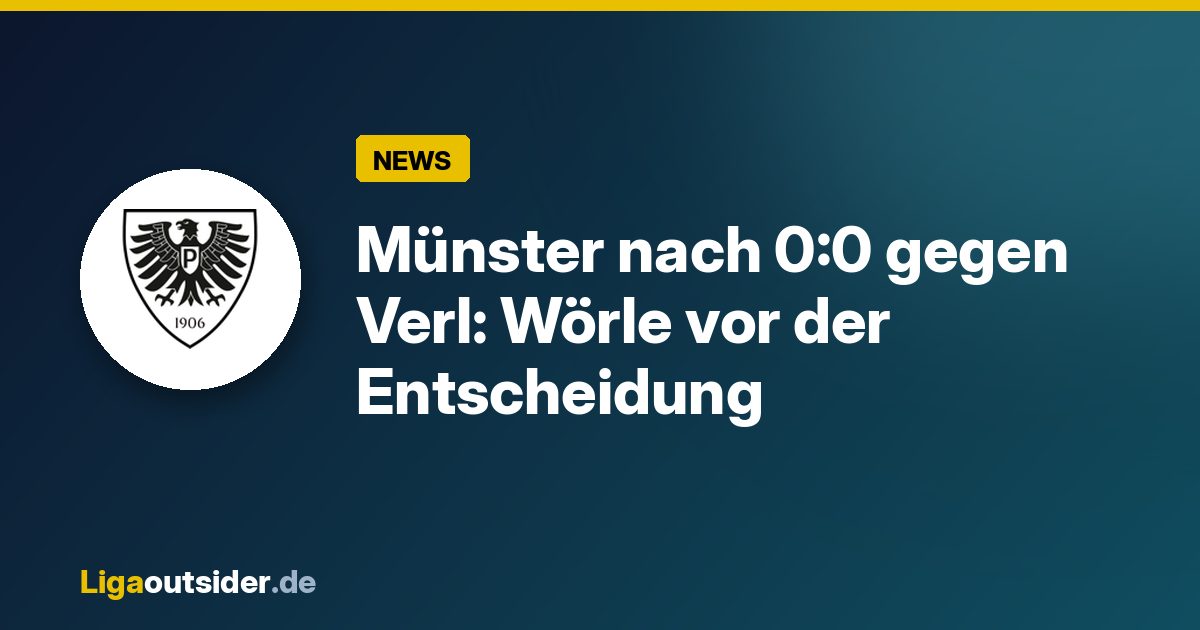 NEWS
P
1906
Münster nach 0:0 gegen
Verl: Wörle vor der
Entscheidung
Ligaoutsider.de